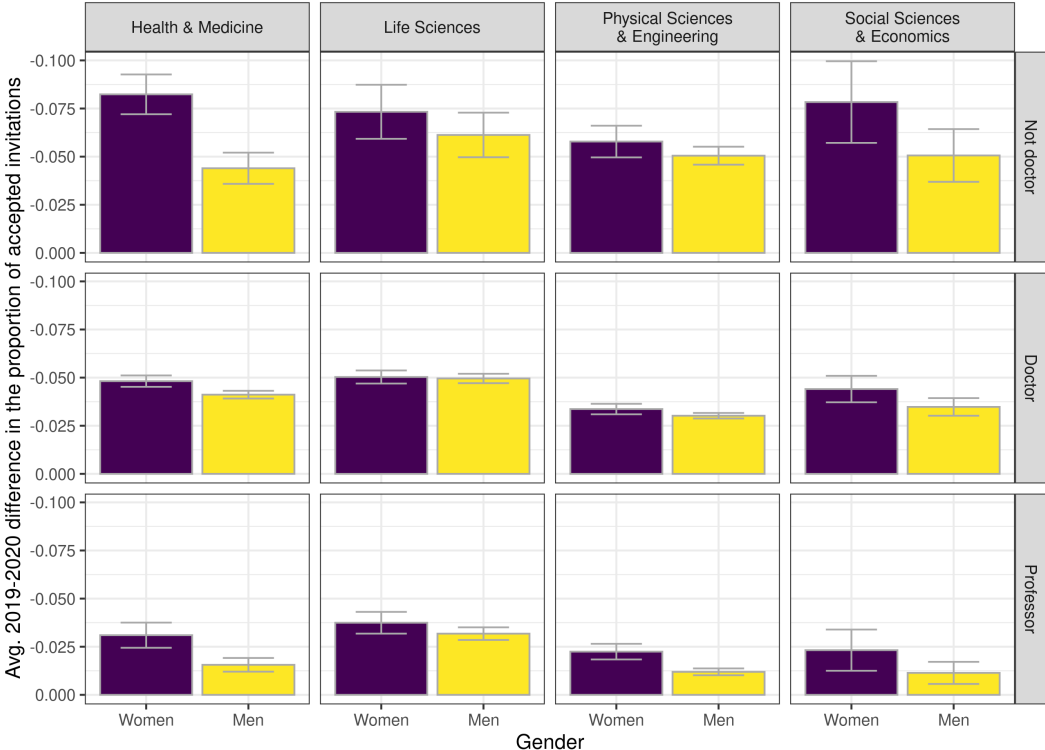 Health & Medicine
Life Sciences
Physical Sciences
& Engineering
Social Sciences
& Economics
Avg. 2019-2020 difference in the proportion of accepted invitations
-0.100
-0.075
-0.050
-0.025
0.000
Not doctor
-0.100
-0.075
-0.050
-0.025
0.000
Doctor
-0.100
-0.075
-0.050
-0.025
0.000
Professor
Women
Men
Women
Men
Women
Men
Women
Men
Gender